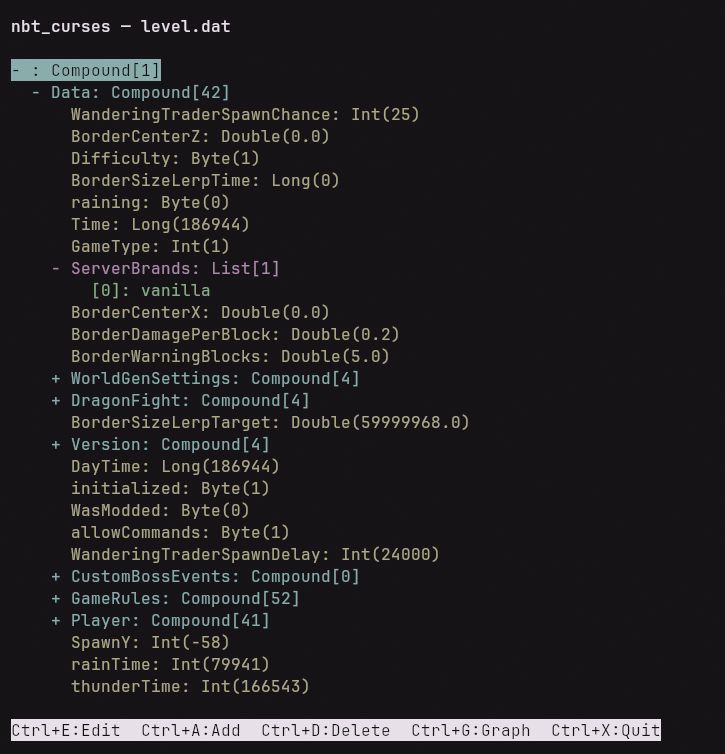 nbt_curses — level.dat
- : Compound[1]
- Data: Compound[42]
WanderingTraderSpawnChance: Int(25)
BorderCenterZ: Double(0.0)
Difficulty: Byte(1)
BorderSizeLerpTime: Long(0)
raining: Byte(0)
Time: Long(186944)
GameType: Int(1)
- ServerBrands: List[1]
[0]: vanilla
BorderCenterX: Double(0.0)
BorderDamagePerBlock: Double(0.2)
BorderWarningBlocks: Double(5.0)
+ WorldGenSettings: Compound[4]
+ DragonFight: Compound[4]
BorderSizeLerpTarget: Double(59999968.0)
+ Version: Compound[4]
DayTime: Long(186944)
initialized: Byte(1)
WasModded: Byte(0)
allowCommands: Byte(1)
WanderingTraderSpawnDelay: Int(24000)
+ CustomBossEvents: Compound[0]
+ GameRules: Compound[52]
+ Player: Compound[41]
SpawnY: Int(-58)
rainTime: Int(79941)
thunderTime: Int(166543)
Ctrl+E:Edit  Ctrl+A:Add  Ctrl+D:Delete  Ctrl+G:Graph  Ctrl+X:Quit